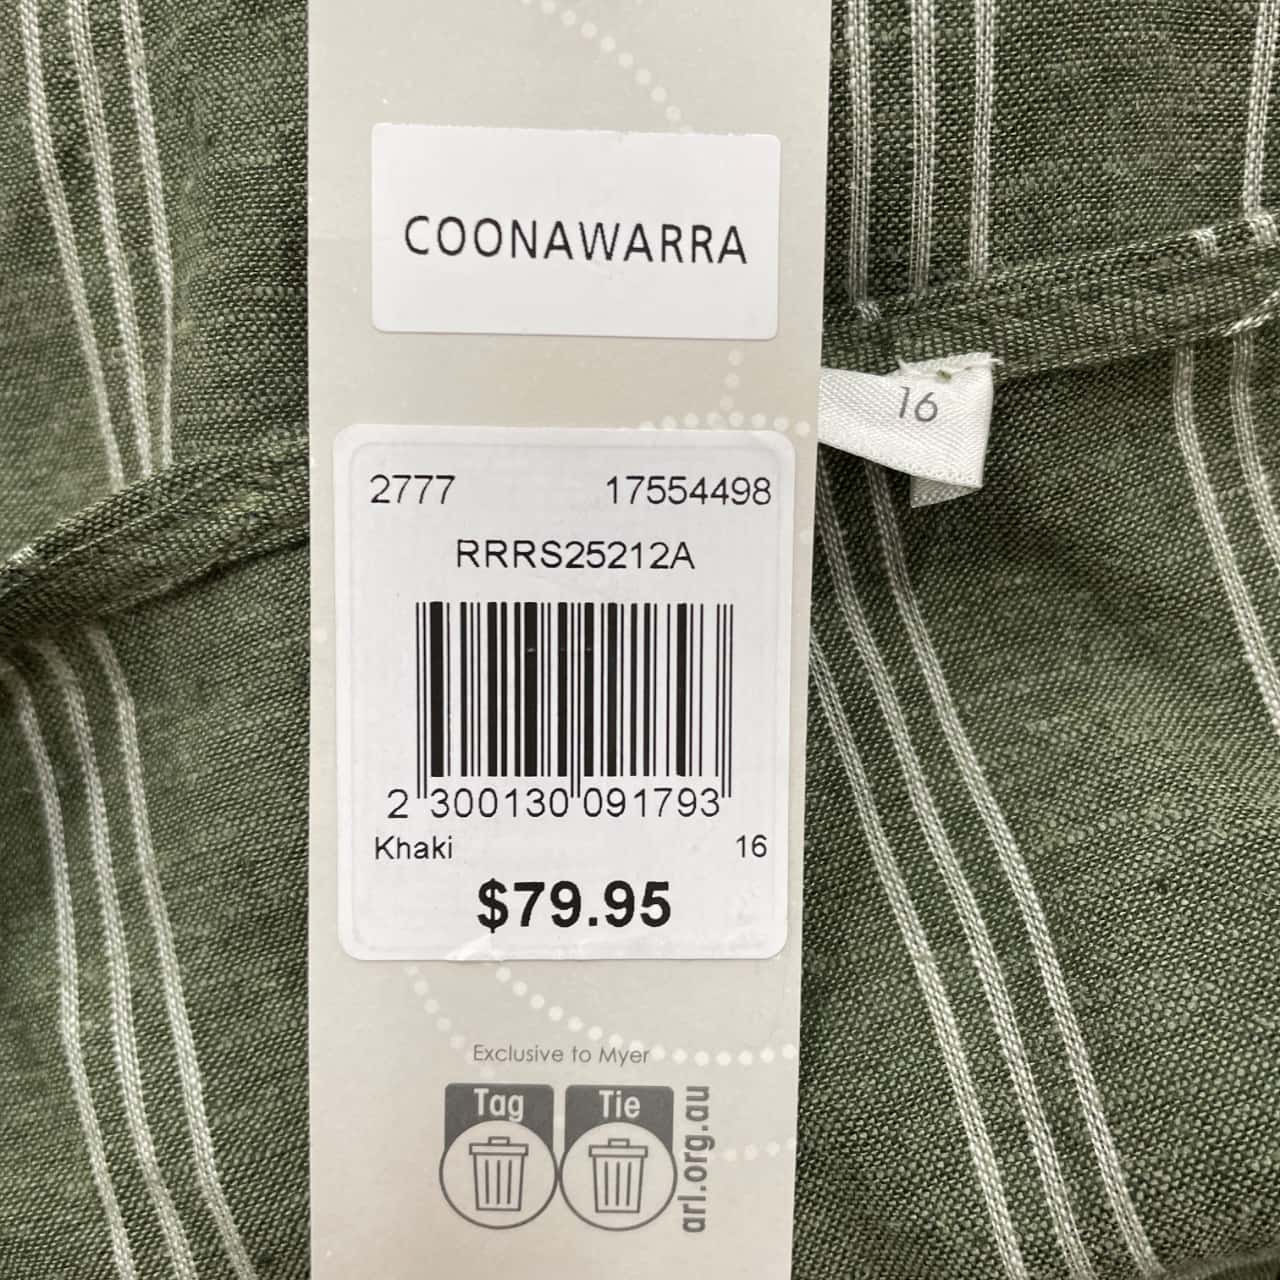 COONAWARRA
16
2777 17554498
RRRS25212A
2 300130 091793
Khaki 16
$79.95
Exclusive to Myer
Tag Tie
arl.org.au